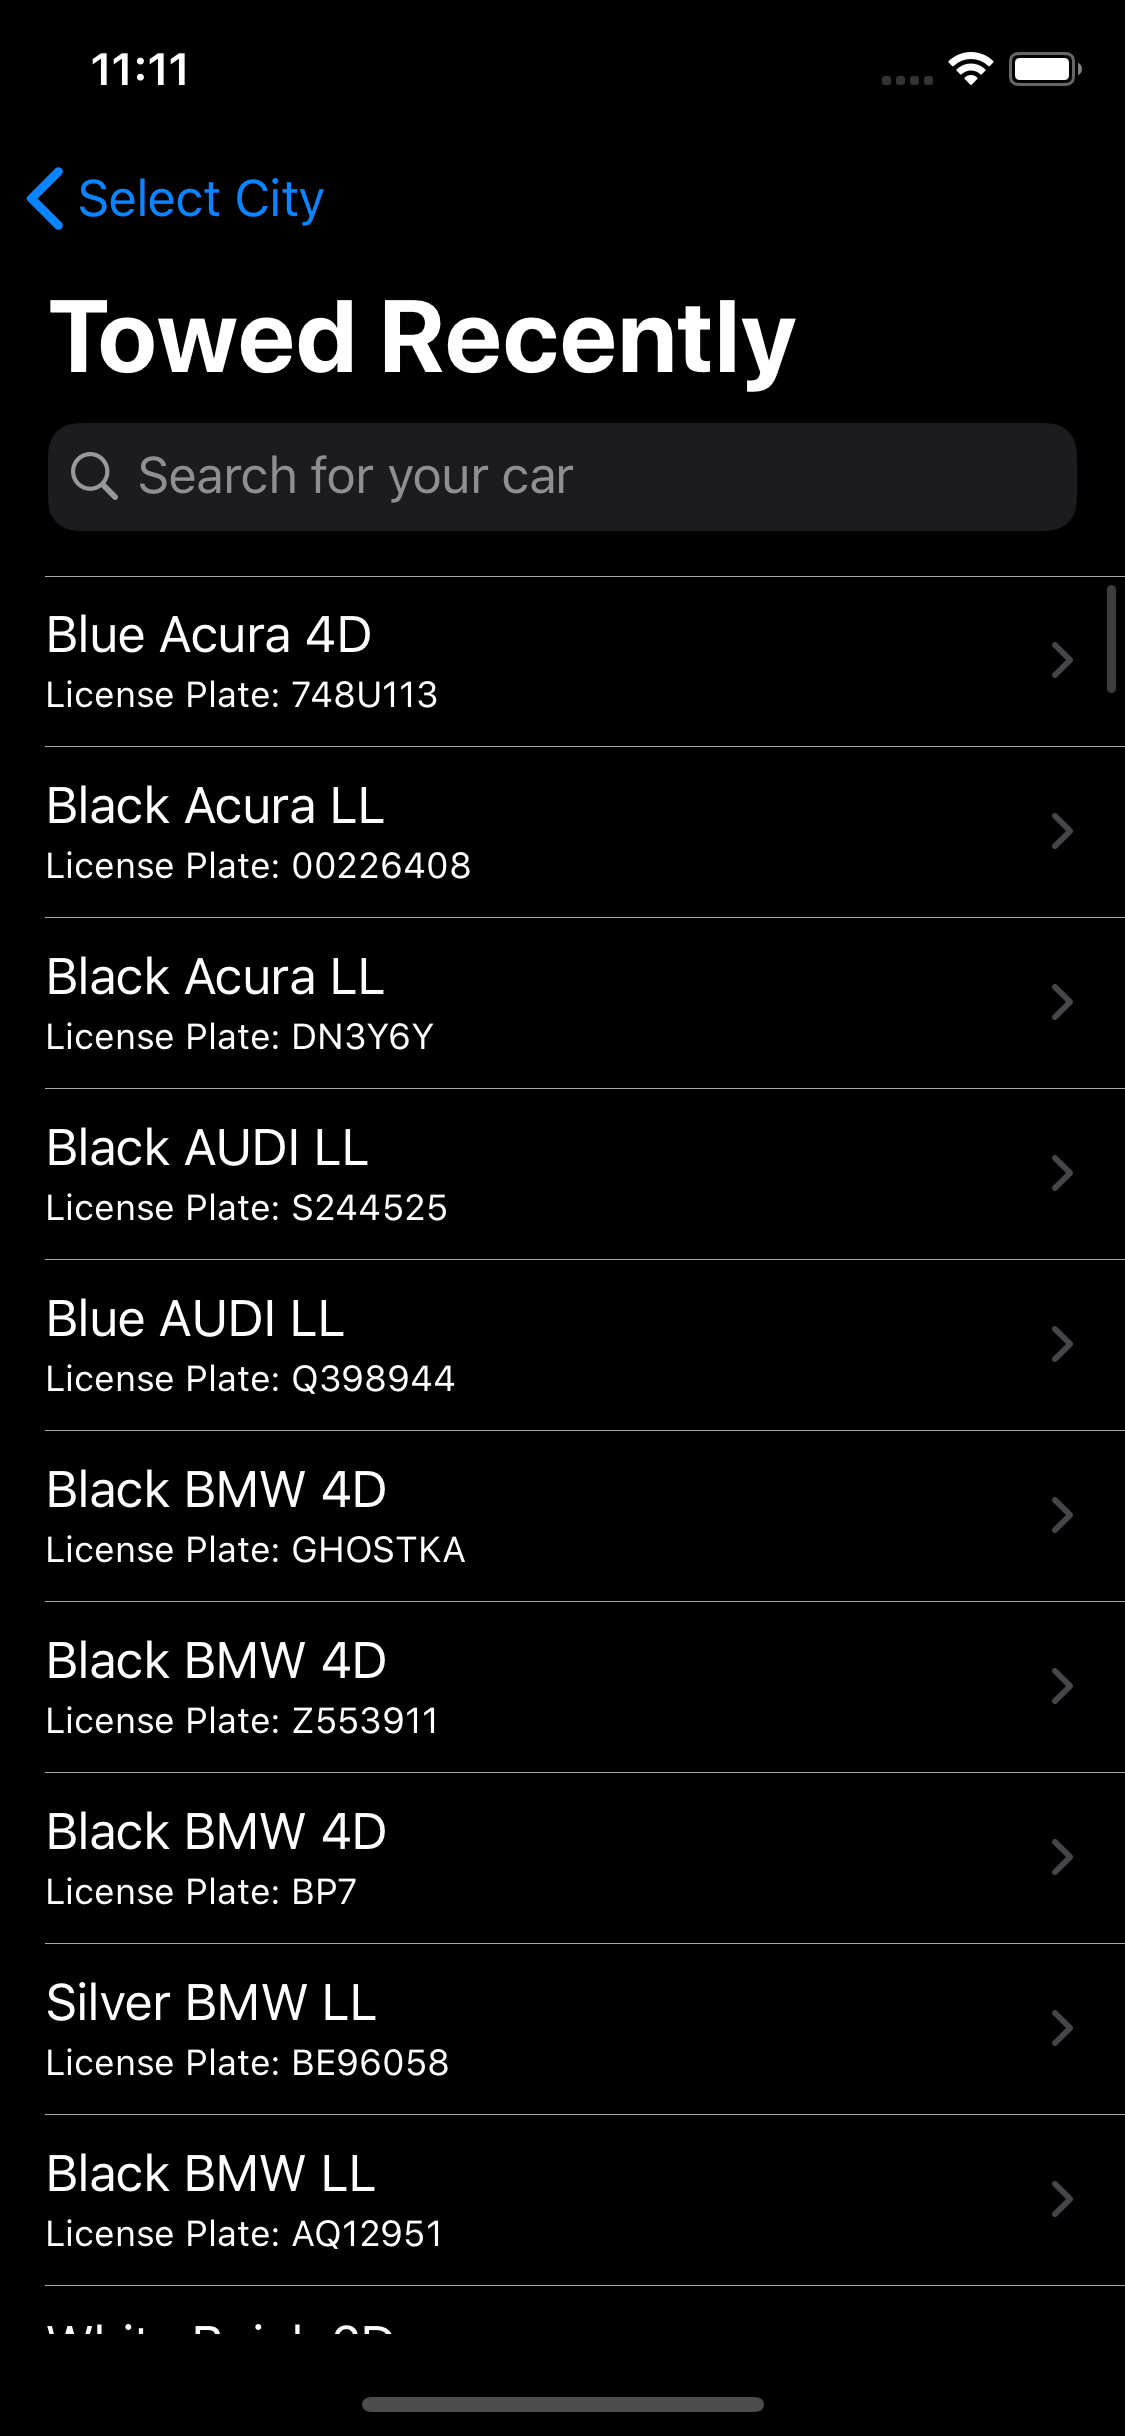 11:11
Select City
Towed Recently
Search for your car
Blue Acura 4D
License Plate: 748U113
Black Acura LL
License Plate: 00226408
Black Acura LL
License Plate: DN3Y6Y
Black AUDI LL
License Plate: S244525
Blue AUDI LL
License Plate: Q398944
Black BMW 4D
License Plate: GHOSTKA
Black BMW 4D
License Plate: Z553911
Black BMW 4D
License Plate: BP7
Silver BMW LL
License Plate: BE96058
Black BMW LL
License Plate: AQ12951
White Buick